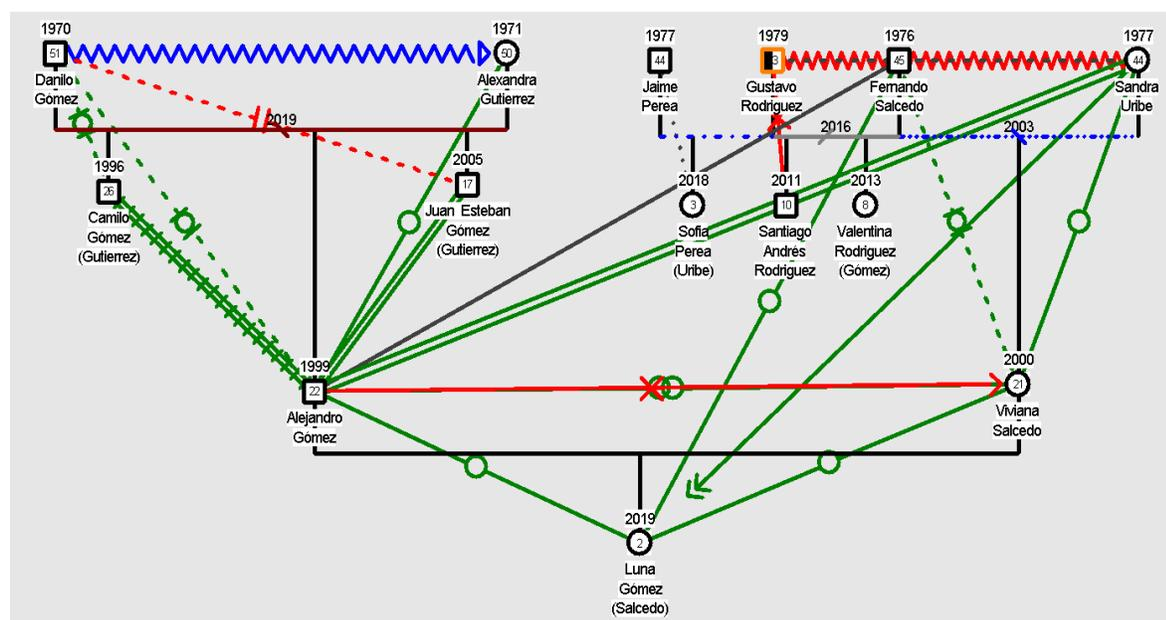 1970
51
Danilo
Gómez
1971
50
Alexandra
Gutierrez
2019
1996
26
Camilo
Gómez
(Gutierrez)
2005
17
Juan Esteban
Gómez
(Gutierrez)
1977
44
Jaime
Perea
1979
Gustavo
Rodriguez
1976
45
Fernando
Salcedo
1977
44
Sandra
Uribe
2016
2003
2018
3
Sofia
Perea
(Uribe)
2011
10
Santiago
Andrés
Rodriguez
2013
8
Valentina
Rodriguez
(Gómez)
1999
22
Alejandro
Gómez
2000
21
Viviana
Salcedo
2019
2
Luna
Gómez
(Salcedo)